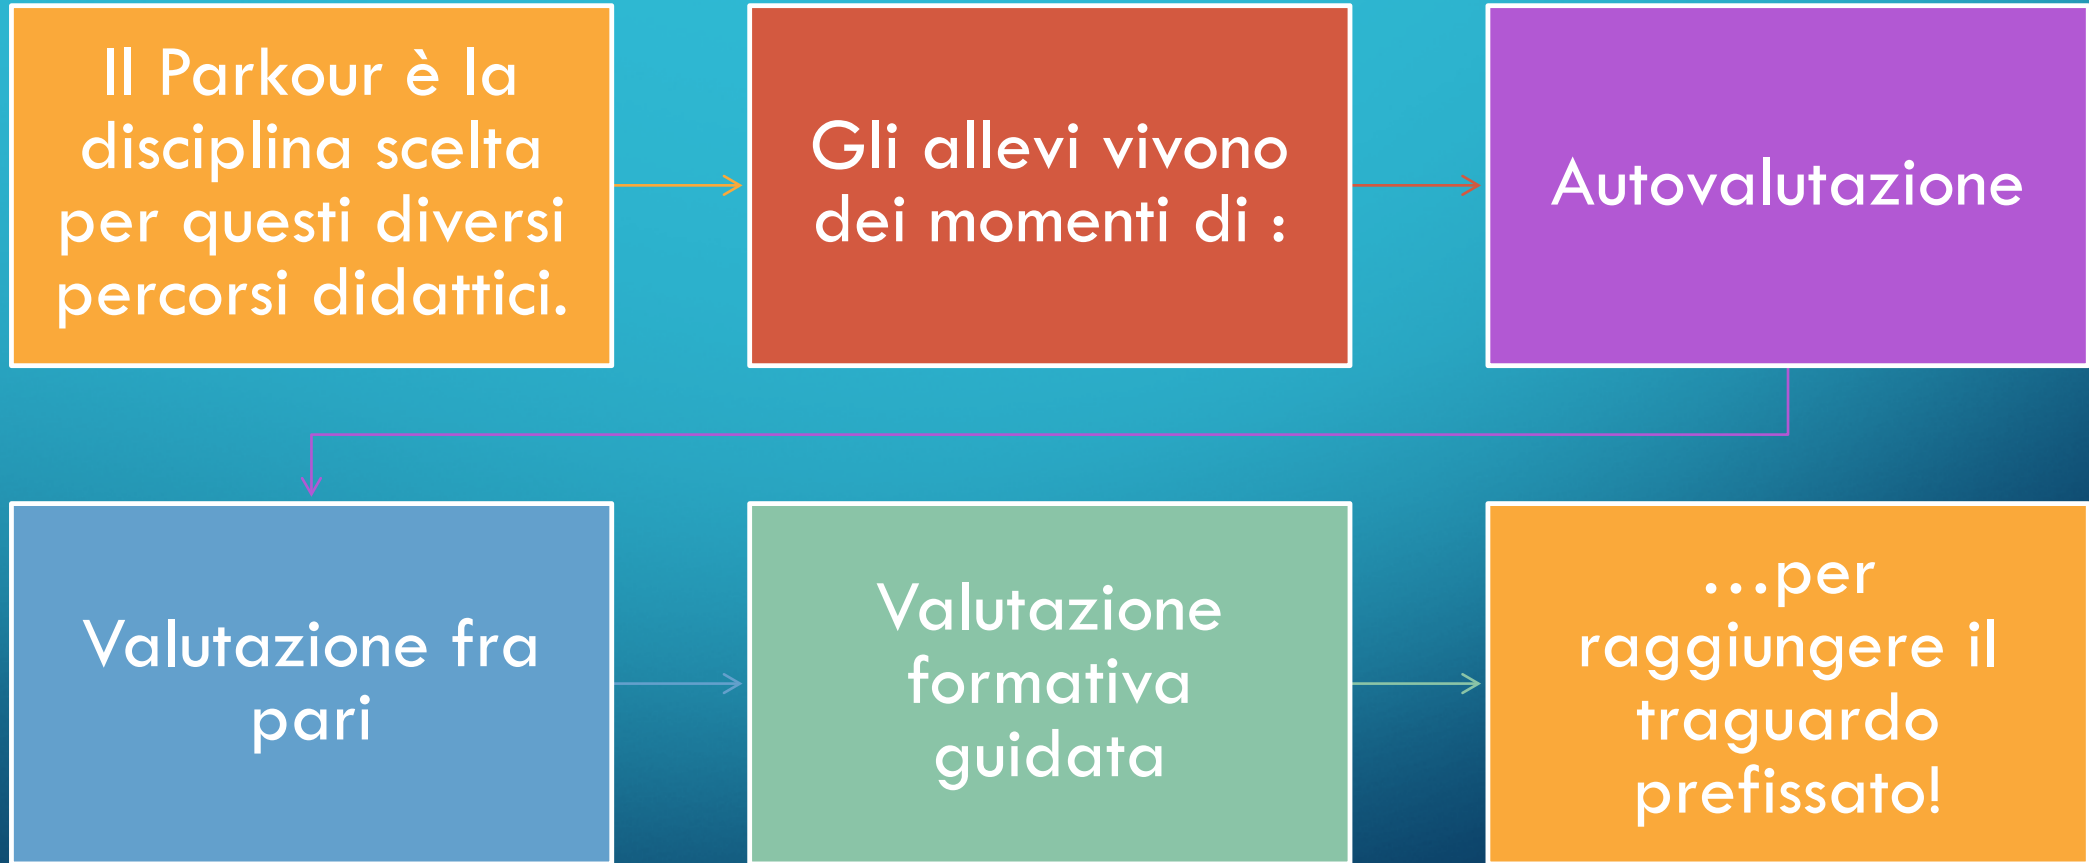 Il Parkour è la
disciplina scelta
per questi diversi
percorsi didattici.
Gli allevi vivono
dei momenti di :
Autovalutazione
Valutazione fra
pari
Valutazione
formativa
guidata
...per
raggiungere il
traguardo
prefissato!